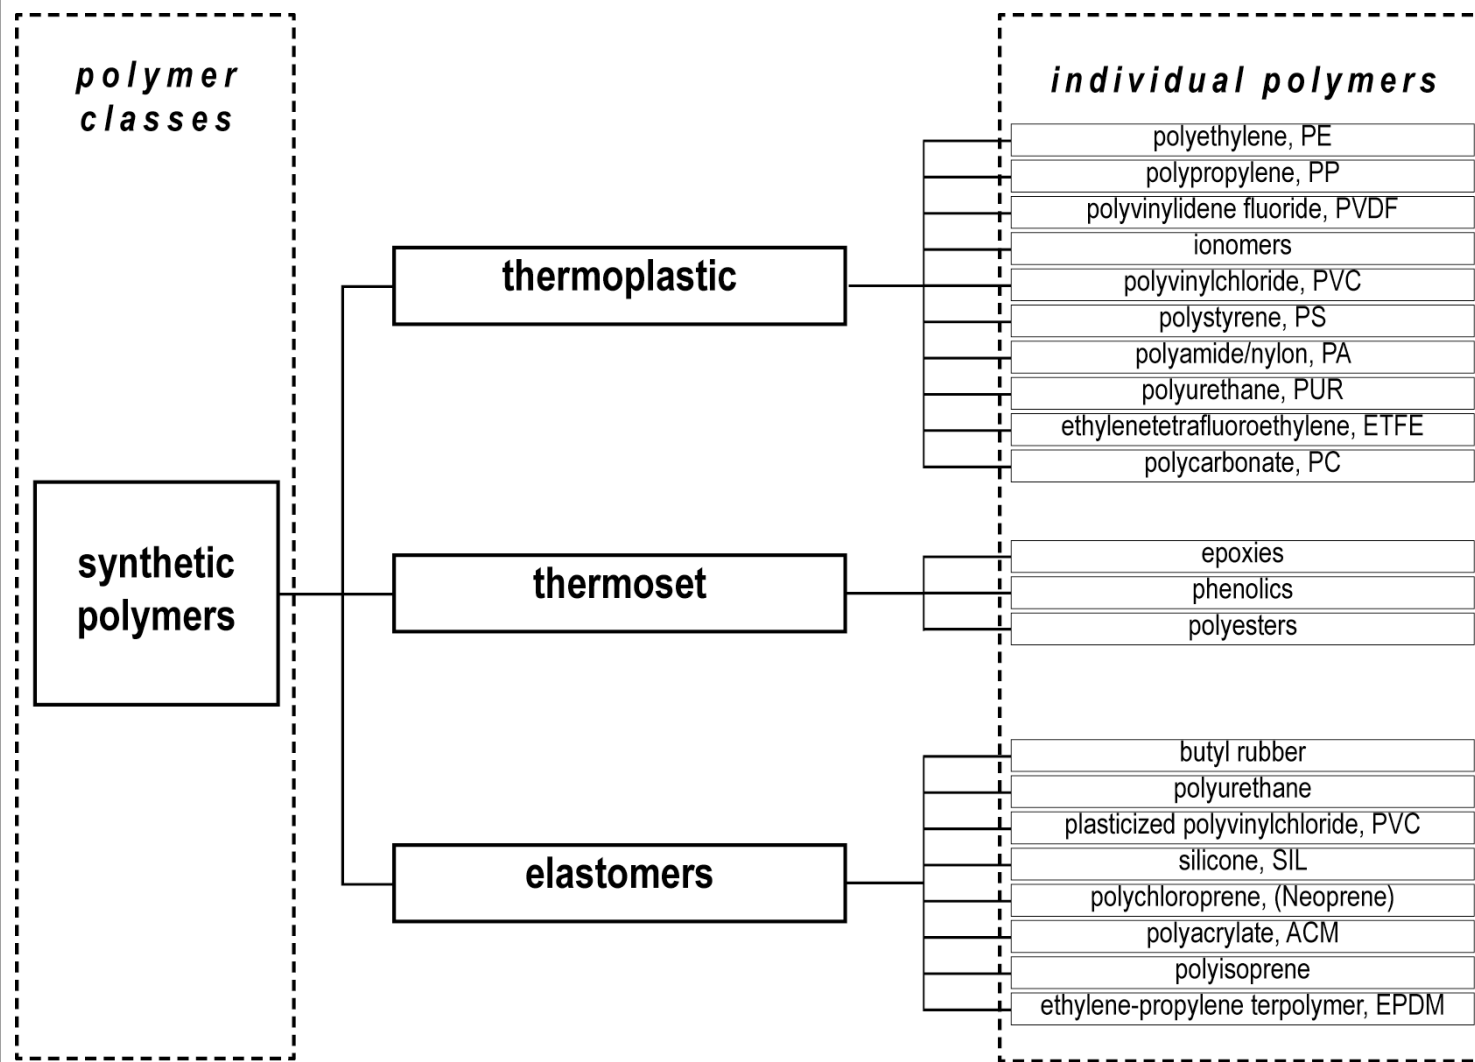 polymer
classes
individual polymers
synthetic
polymers
thermoplastic
polyethylene, PE
polypropylene, PP
polyvinylidene fluoride, PVDF
ionomers
polyvinylchloride, PVC
polystyrene, PS
polyamide/nylon, PA
polyurethane, PUR
ethylenetetrafluoroethylene, ETFE
polycarbonate, PC
thermoset
epoxies
phenolics
polyesters
elastomers
butyl rubber
polyurethane
plasticized polyvinylchloride, PVC
silicone, SIL
polychloroprene, (Neoprene)
polyacrylate, ACM
polyisoprene
ethylene-propylene terpolymer, EPDM